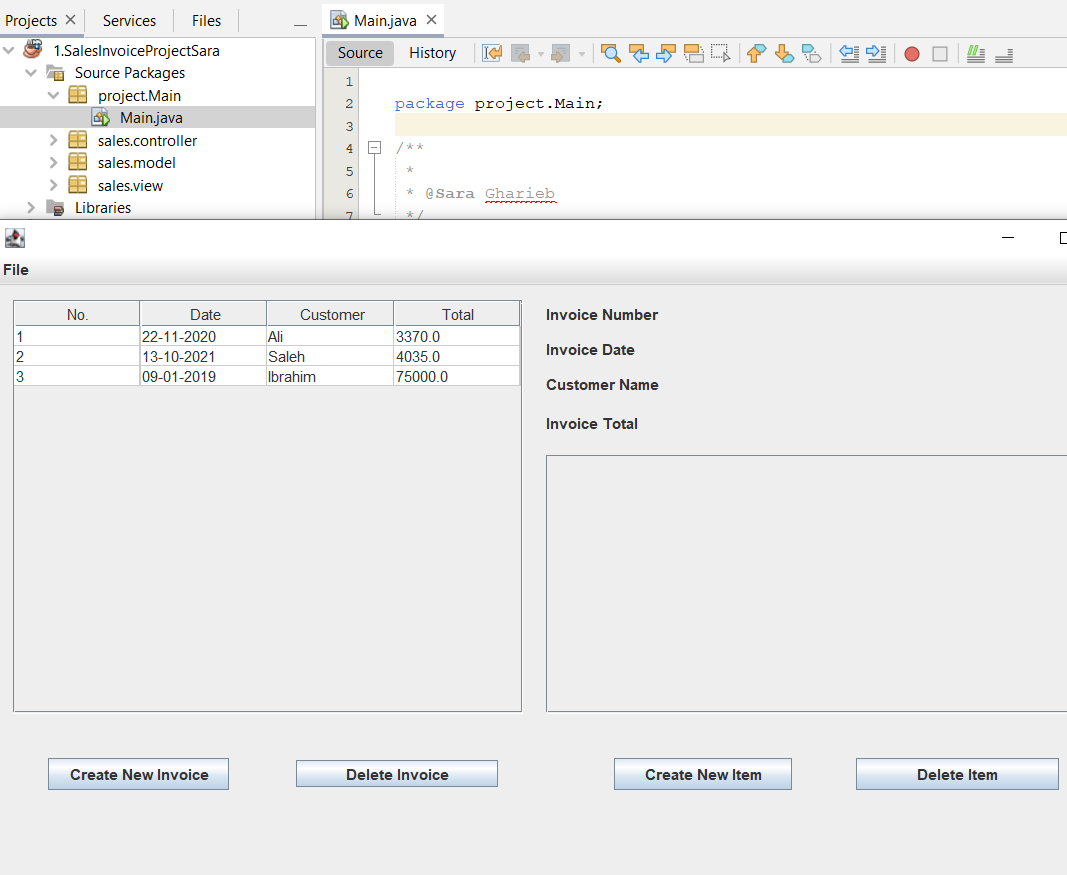 Projects Services Files
Main.java
1.SalesInvoiceProjectSara
Source Packages
project.Main
Main.java
sales.controller
sales.model
sales.view
Libraries
Source History
1
2 package project.Main;
3
4 /**
5 *
6 * @Sara Gharieb
7 */
File
No. Date Customer Total
1 22-11-2020 Ali 3370.0
2 13-10-2021 Saleh 4035.0
3 09-01-2019 Ibrahim 75000.0
Invoice Number
Invoice Date
Customer Name
Invoice Total
Create New Invoice Delete Invoice Create New Item Delete Item